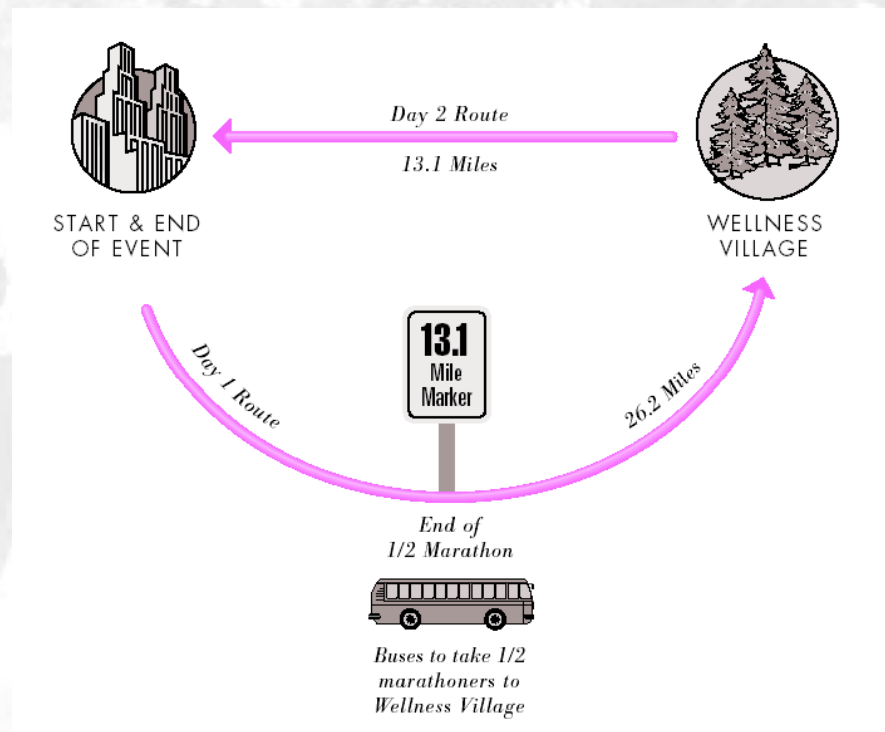 Day 2 Route
13.1 Miles
START & END
OF EVENT
WELLNESS
VILLAGE
13.1
Mile
Marker
Day 1 Route
26.2 Miles
End of
1/2 Marathon
Buses to take 1/2
marathoners to
Wellness Village